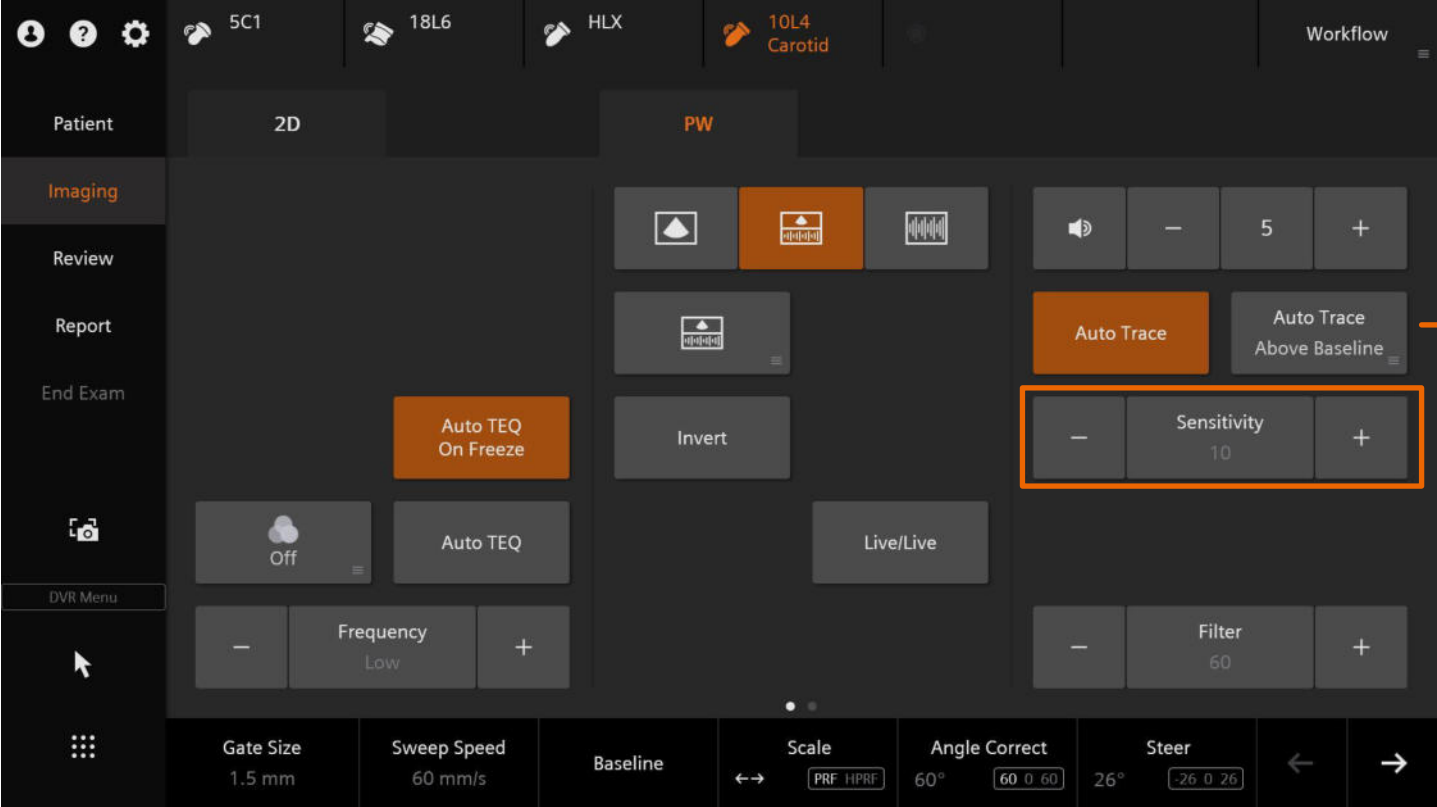 5C1
18L6
HLX
10L4
Carotid
Workflow
Patient
2D
PW
Imaging
Review
5
Report
Auto Trace
Auto Trace
Above Baseline
End Exam
Auto TEQ
On Freeze
Invert
Sensitivity
10
Off
Auto TEQ
Live/Live
DVR Menu
Frequency
Low
Filter
60
Gate Size
1.5 mm
Sweep Speed
60 mm/s
Baseline
Scale
PRF HPRF
Angle Correct
60° 60 0 60
Steer
26° -26 0 26